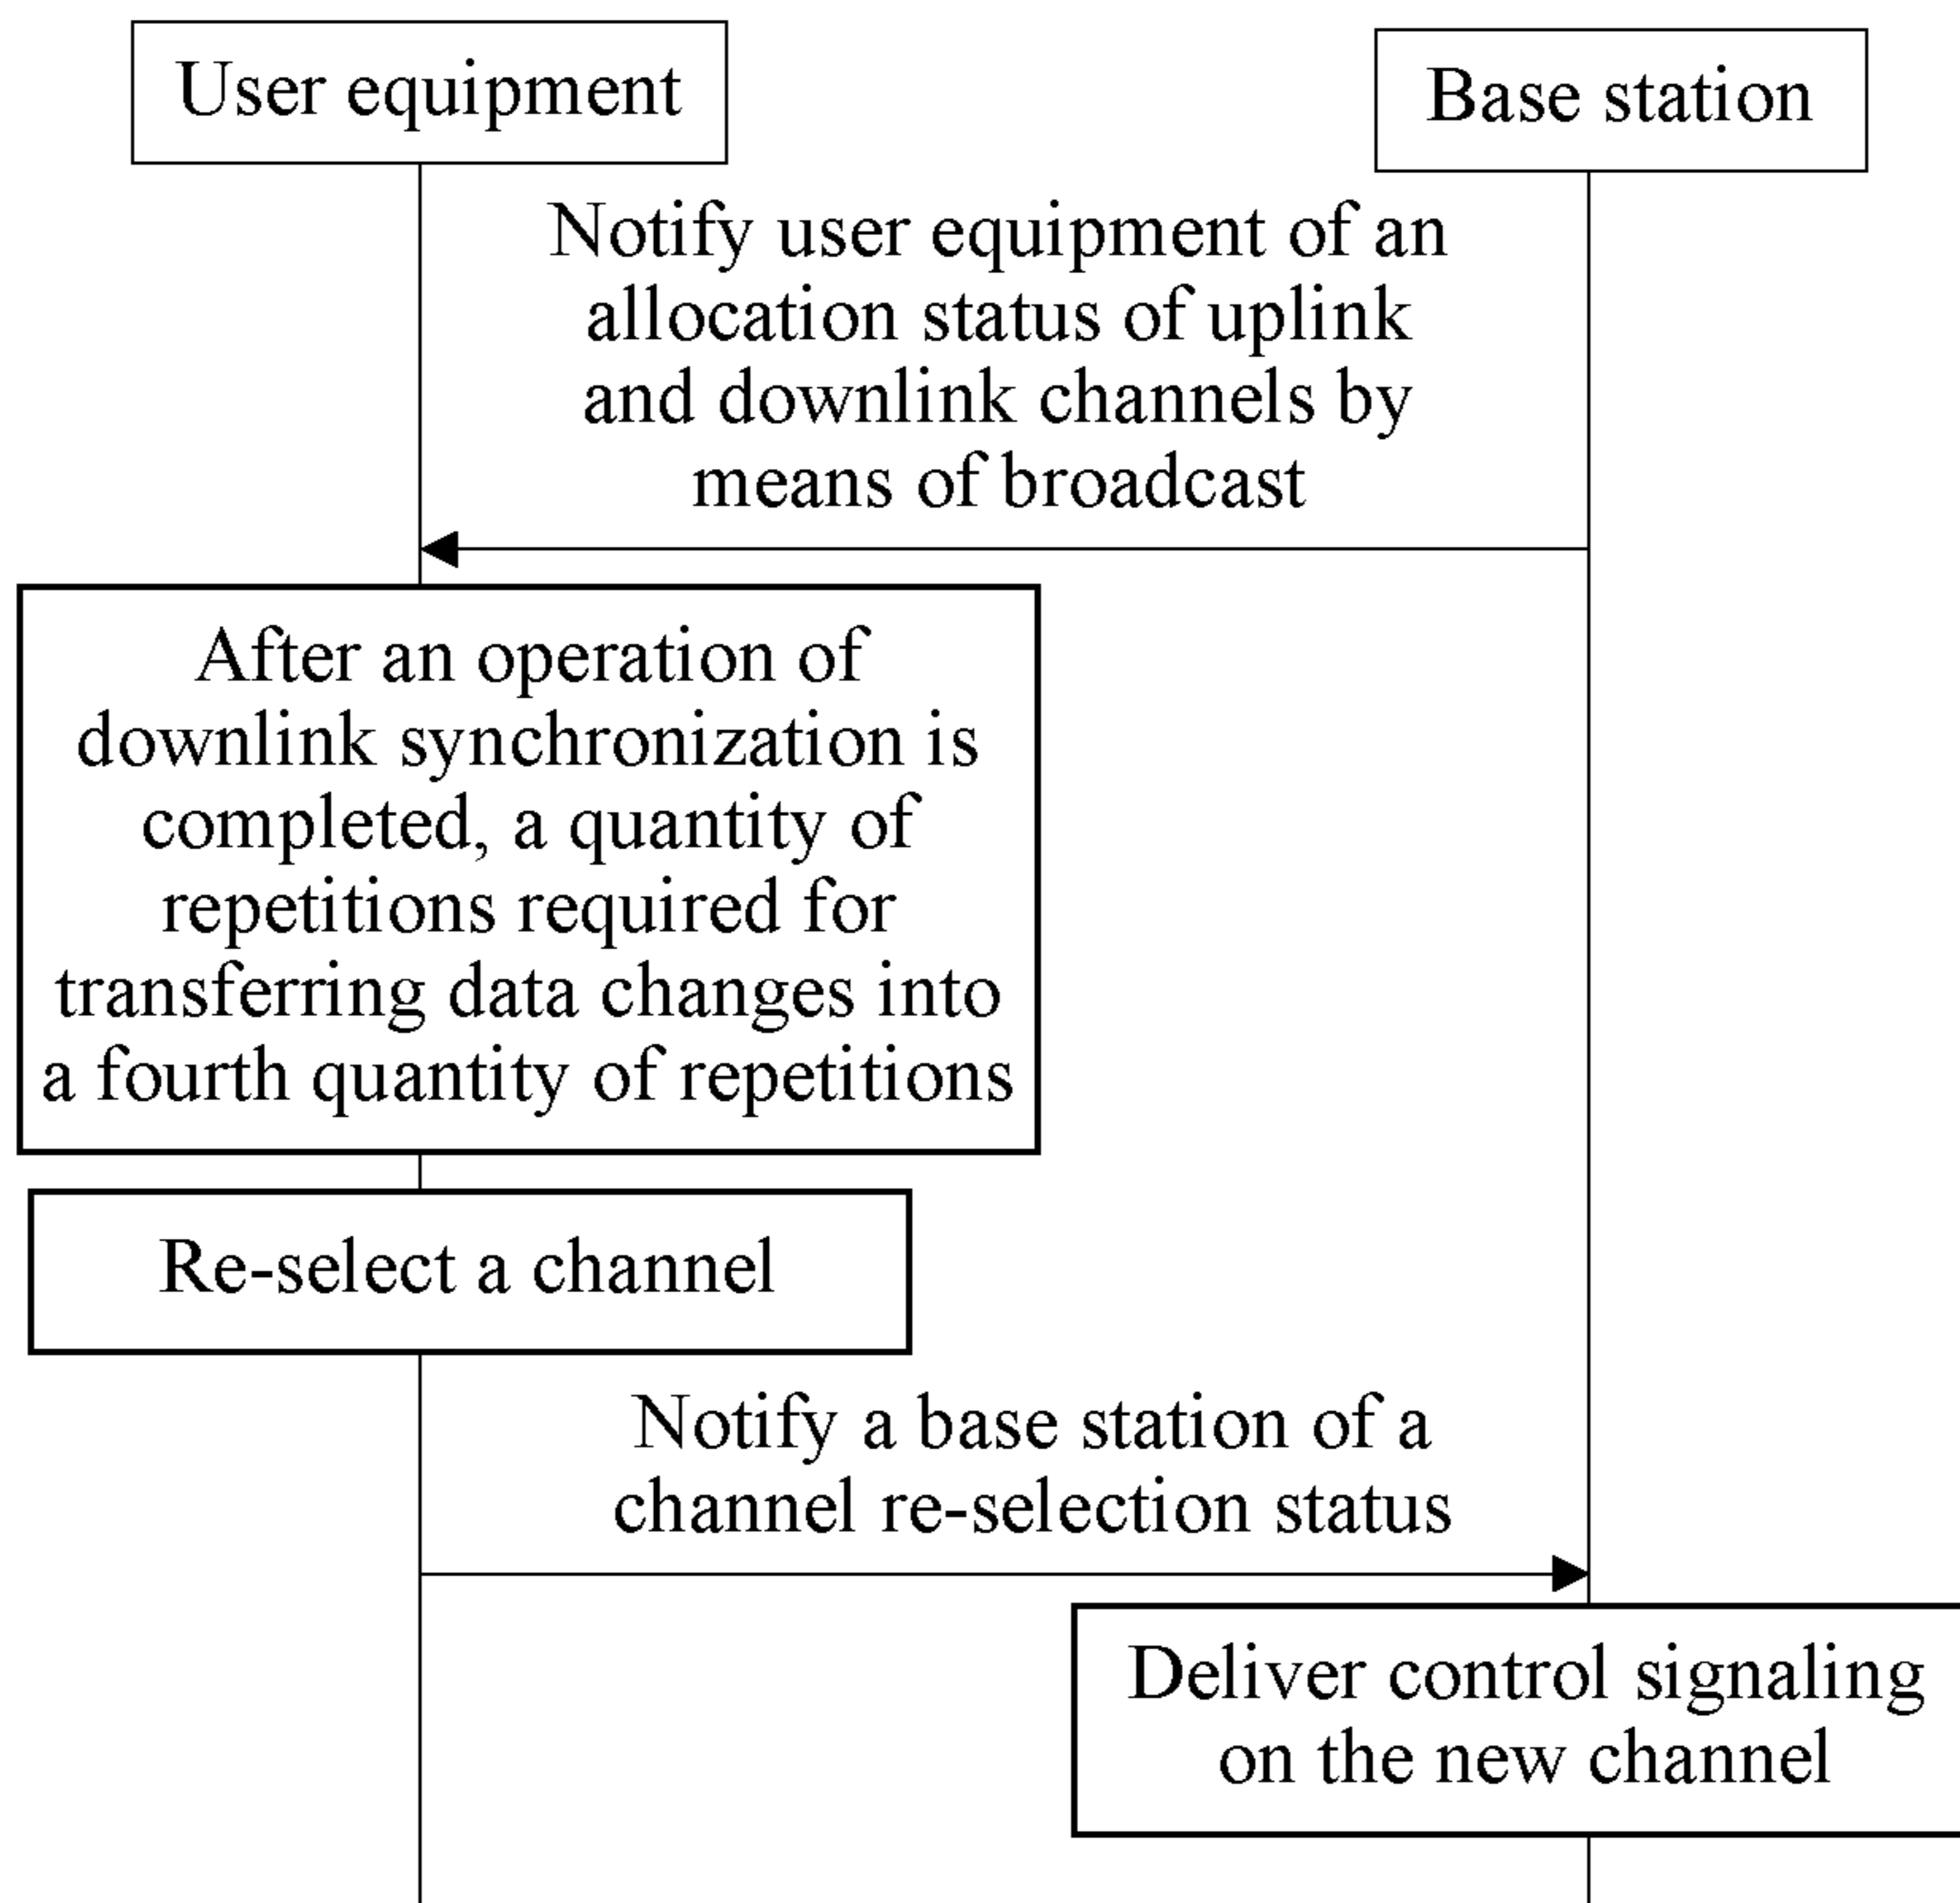 User equipment
Base station
Notify user equipment of an
allocation status of uplink
and downlink channels by
means of broadcast
After an operation of
downlink synchronization is
completed, a quantity of
repetitions required for
transferring data changes into
a fourth quantity of repetitions
Re-select a channel
Notify a base station of a
channel re-selection status
Deliver control signaling
on the new channel